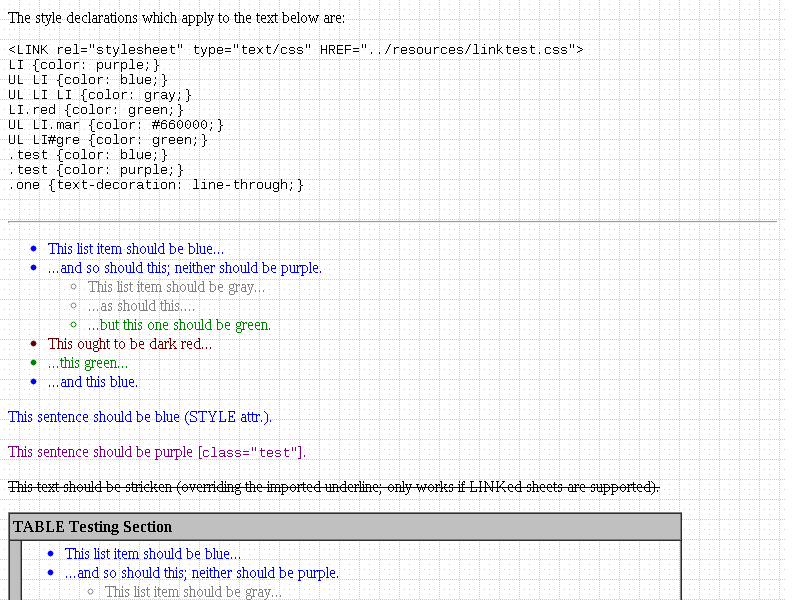 The style declarations which apply to the text below are:
<LINK rel="stylesheet" type="text/css" HREF="../resources/linktest.css">
LI {color: purple;}
UL LI {color: blue;}
UL LI LI {color: gray;}
LI.red {color: green;}
UL LI.mar {color: #660000;}
UL LI#gre {color: green;}
.test {color: blue;}
.test {color: purple;}
.one {text-decoration: line-through;}
This list item should be blue...
...and so should this; neither should be purple.
This list item should be gray...
...as should this....
...but this one should be green.
This ought to be dark red...
...this green...
...and this blue.
This sentence should be blue (STYLE attr.).
This sentence should be purple [class="test"].
This text should be stricken (overriding the imported underline; only works if LINKed sheets are supported).
TABLE Testing Section
This list item should be blue...
...and so should this; neither should be purple.
This list item should be gray...